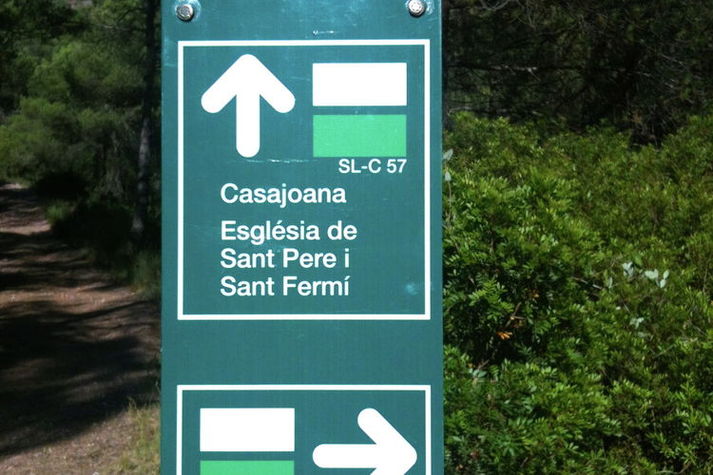 SL-C 57
Casajoana
Església de
Sant Pere i
Sant Fermí